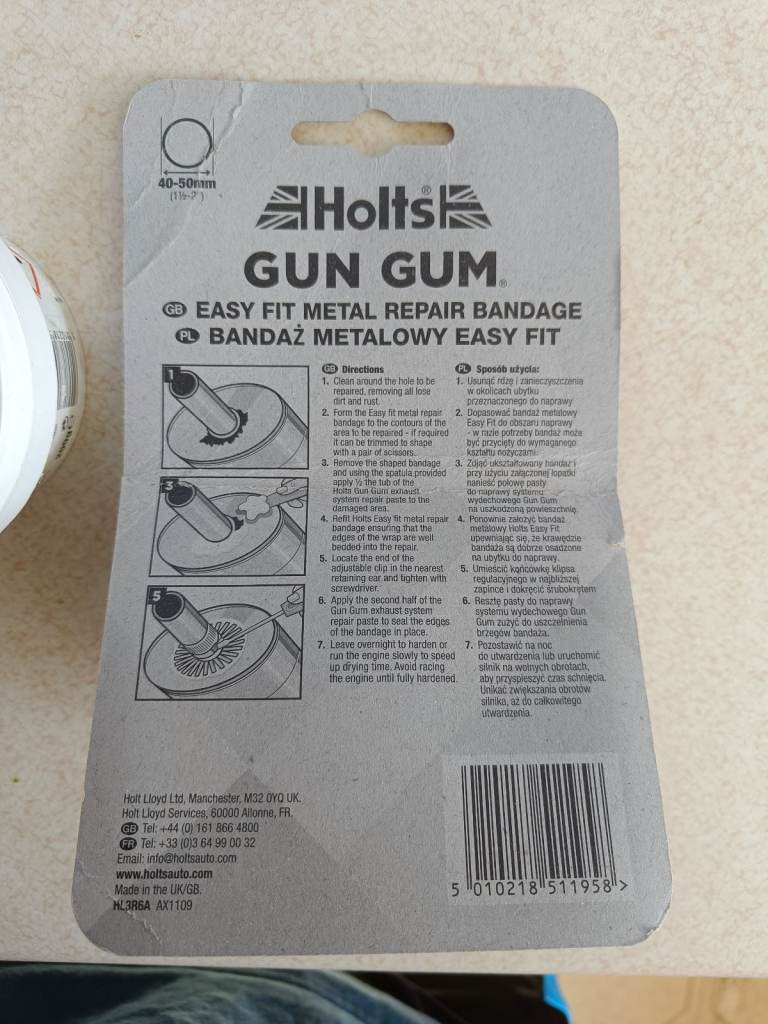 40-50mm
(1½-2")
Holts®
GUN GUM®
GB EASY FIT METAL REPAIR BANDAGE
PL BANDAŻ METALOWY EASY FIT
1
3
5
GB Directions
1. Clean around the hole to be
repaired, removing all lose
dirt and rust.
2. Form the Easy fit metal repair
bandage to the contours of the
area to be repaired - if required
it can be trimmed to shape
with a pair of scissors.
3. Remove the shaped bandage
and using the spatula provided
apply ½ the tub of the
Holts Gun Gum exhaust
system repair paste to the
damaged area.
4. Refit Holts Easy fit metal repair
bandage ensuring that the
edges of the wrap are well
bedded into the repair.
5. Locate the end of the
adjustable clip in the nearest
retaining ear and tighten with
screwdriver.
6. Apply the second half of the
Gun Gum exhaust system
repair paste to seal the edges
of the bandage in place.
7. Leave overnight to harden or
run the engine slowly to speed
up drying time. Avoid racing
the engine until fully hardened.
PL Sposób użycia:
1. Usunąć rdzę i zanieczyszczenia
w okolicach ubytku
przeznaczonego do naprawy
2. Dopasować bandaż metalowy
Easy Fit do obszaru naprawy
- w razie potrzeby bandaż może
być przycięty do wymaganego
kształtu nożyczami.
3. Zdjąć ukształtowany bandaż i
przy użyciu załączonej łopatki
nanieść połowę pasty
do naprawy systemu
wydechowego Gun Gum
na uszkodzoną powierzchnię.
4. Ponownie założyć bandaż
metalowy Holts Easy Fit
upewniając się, że krawędzie
bandaża są dobrze osadzone
na ubytku do naprawy.
5. Umieścić końcówkę klipsa
regulacyjnego w najbliższej
zapince i dokręcić śrubokrętem
6. Resztę pasty do naprawy
systemu wydechowego Gun
Gum zużyć do uszczelnienia
brzegów bandaża.
7. Pozostawić na noc
do utwardzenia lub uruchomić
silnik na wolnych obrotach,
aby przyspieszyć czas schnięcia.
Unikać zwiększania obrotów
silnika, aż do całkowitego
utwardzenia.
Holt Lloyd Ltd, Manchester, M32 0YQ UK.
Holt Lloyd Services, 60000 Allonne, FR.
GB Tel: +44 (0) 161 866 4800
FR Tel: +33 (0)3 64 99 00 32
Email: info@holtsauto.com
www.holtsauto.com
Made in the UK/GB.
HL3R6A AX1109
5 010218 511958 >